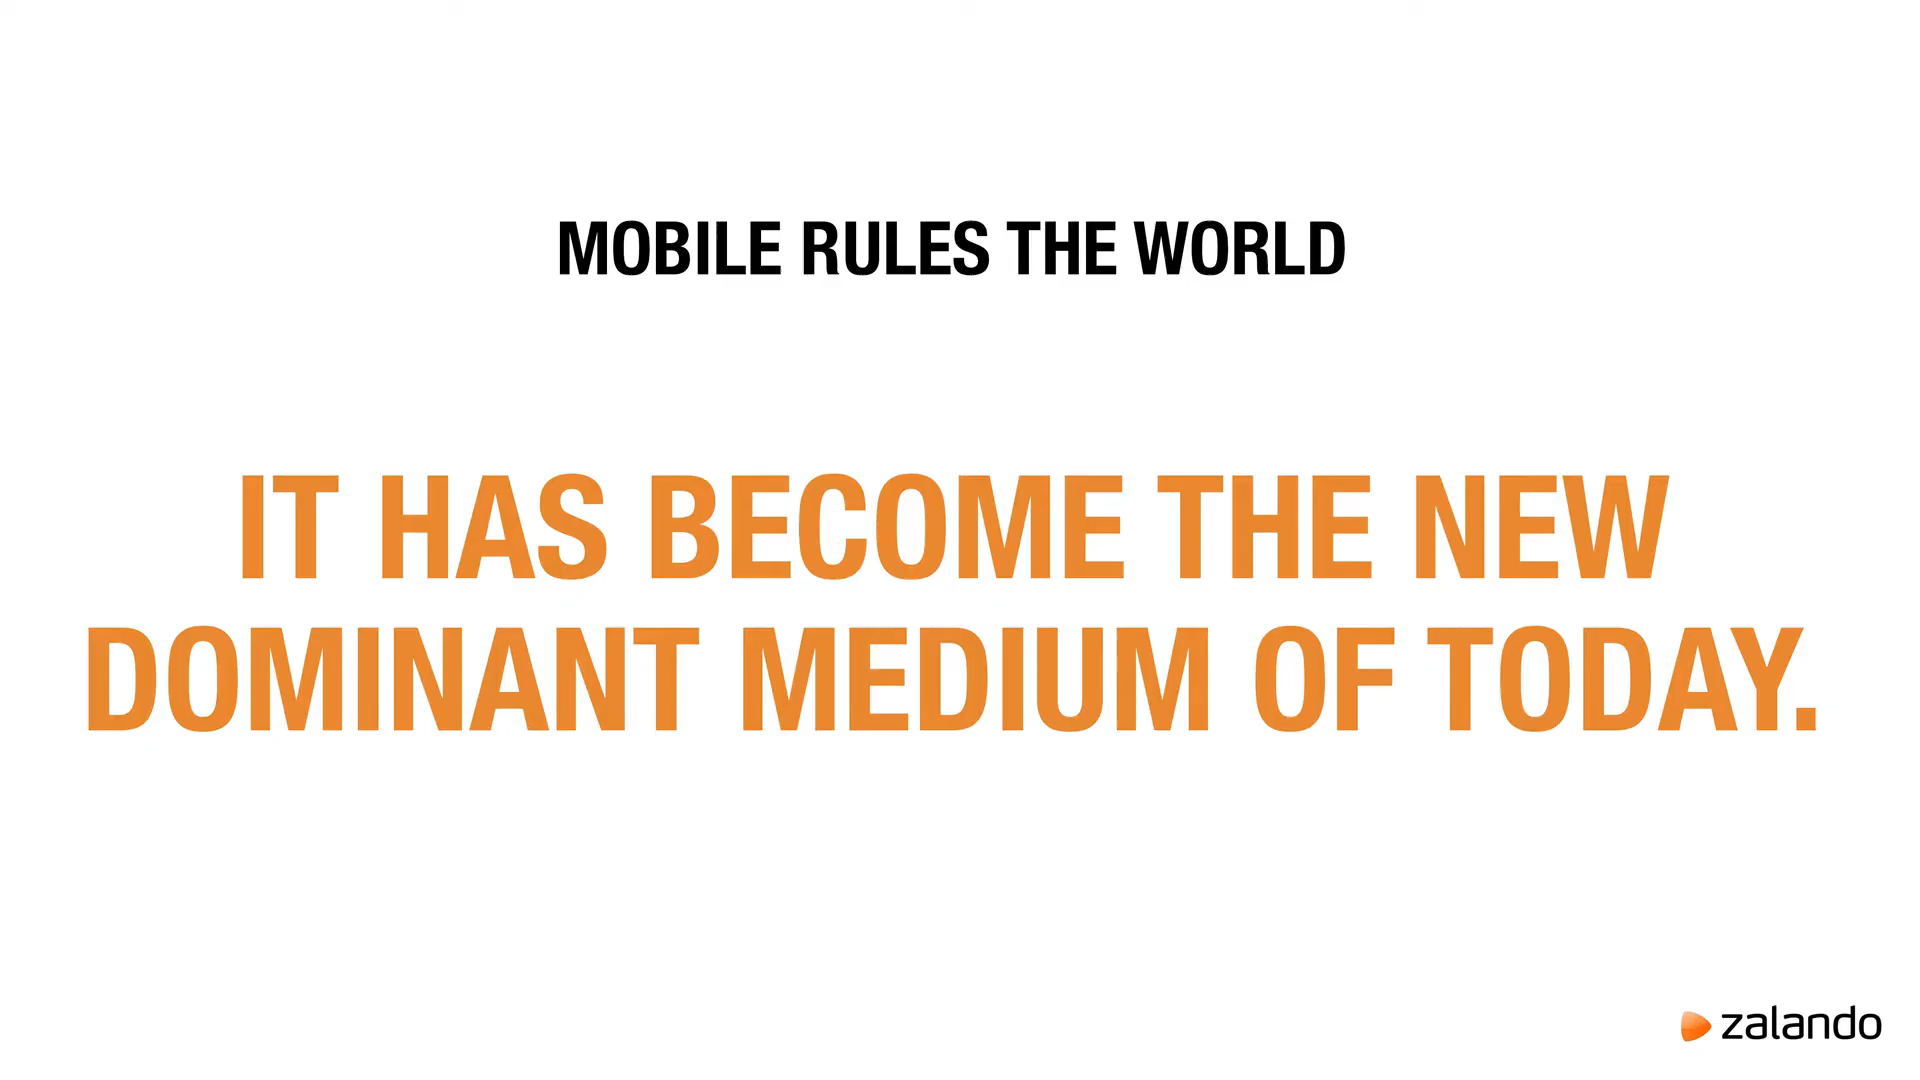 MOBILE RULES THE WORLD
IT HAS BECOME THE NEW
DOMINANT MEDIUM OF TODAY.
zalando